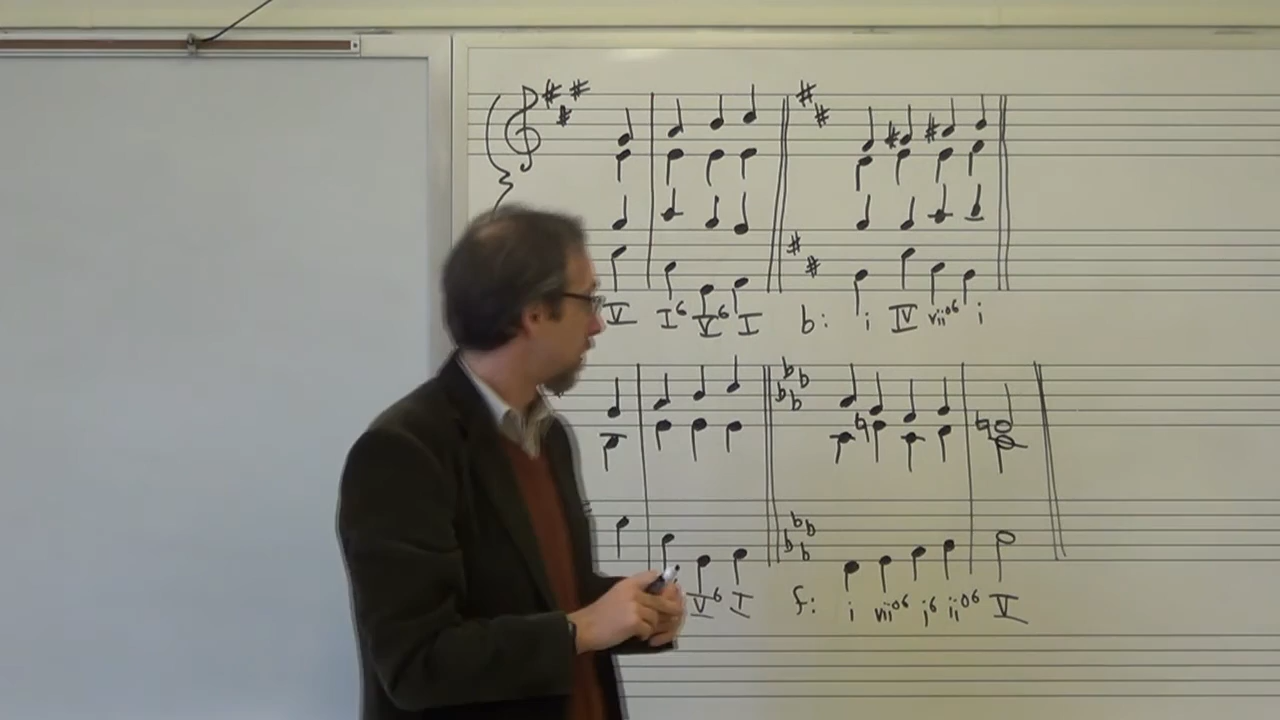 V I⁶ V⁶ I b: i IV vii°⁶ i
V⁶ I f: i vii°⁶ i⁶ ii°⁶ V